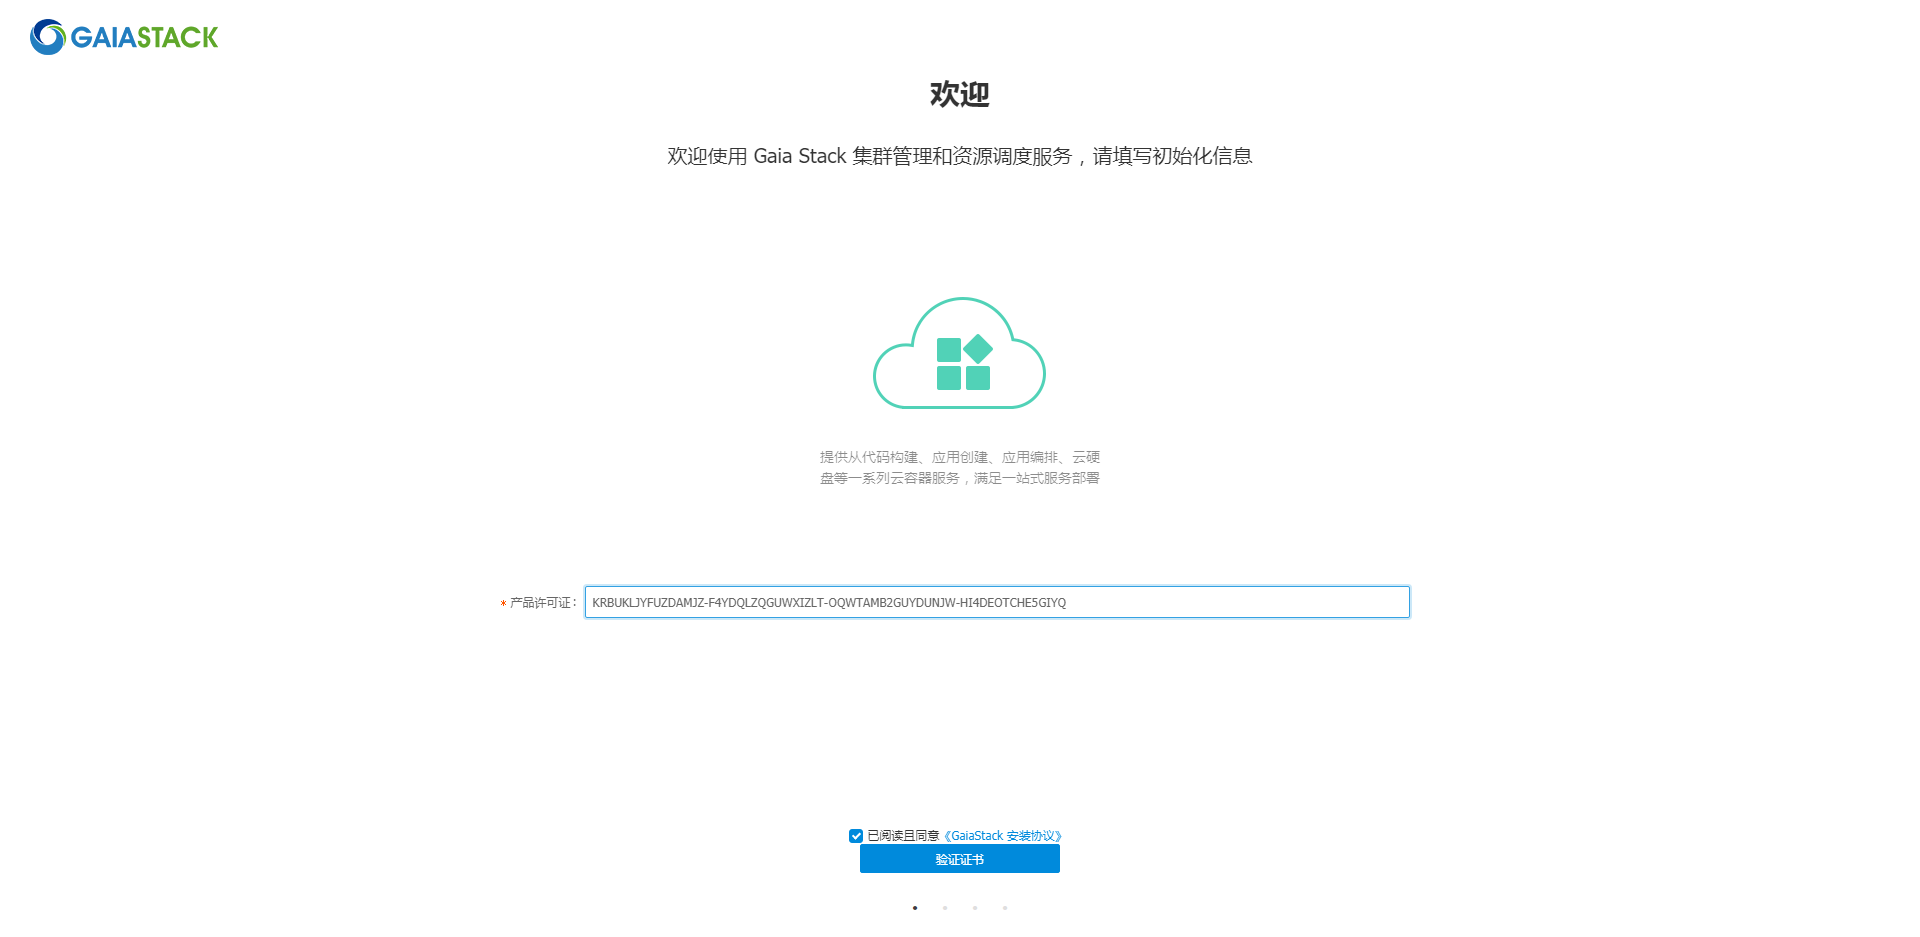 GAIASTACK
欢迎
欢迎使用 Gaia Stack 集群管理和资源调度服务，请填写初始化信息
提供从代码构建、应用创建、应用编排、云硬
盘等一系列云容器服务，满足一站式服务部署
* 产品许可证： KRBUKLJYFUZDAMJZ-F4YDQLZQGUWXIZLT-OQWTAMB2GUYDUNJW-HI4DEOTCHE5GIYQ
已阅读且同意《GaiaStack 安装协议》
验证证书